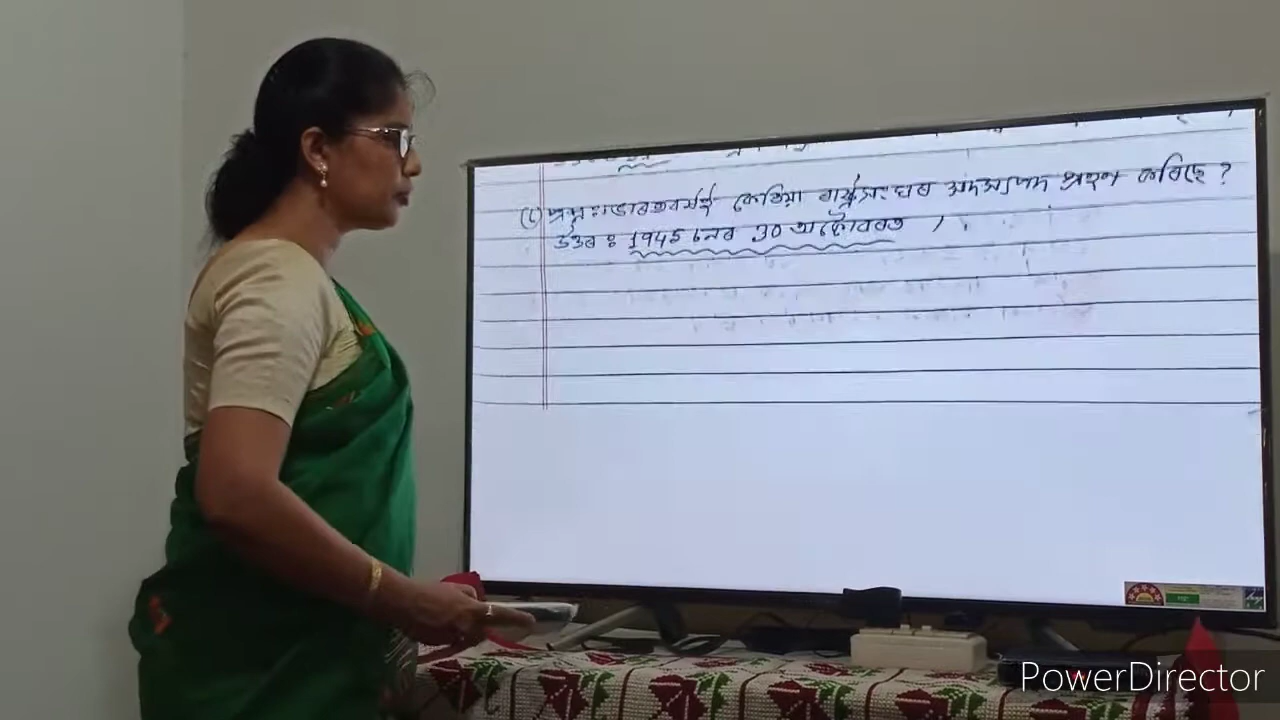 (৫) প্ৰশ্ন : ভাৰতবৰ্ষই কেতিয়া ৰাষ্ট্ৰসংঘৰ সদস্যপদ গ্ৰহণ কৰিছে ?
উত্তৰ : 1945 চনৰ 30 অক্টোবৰত ।
PowerDirector